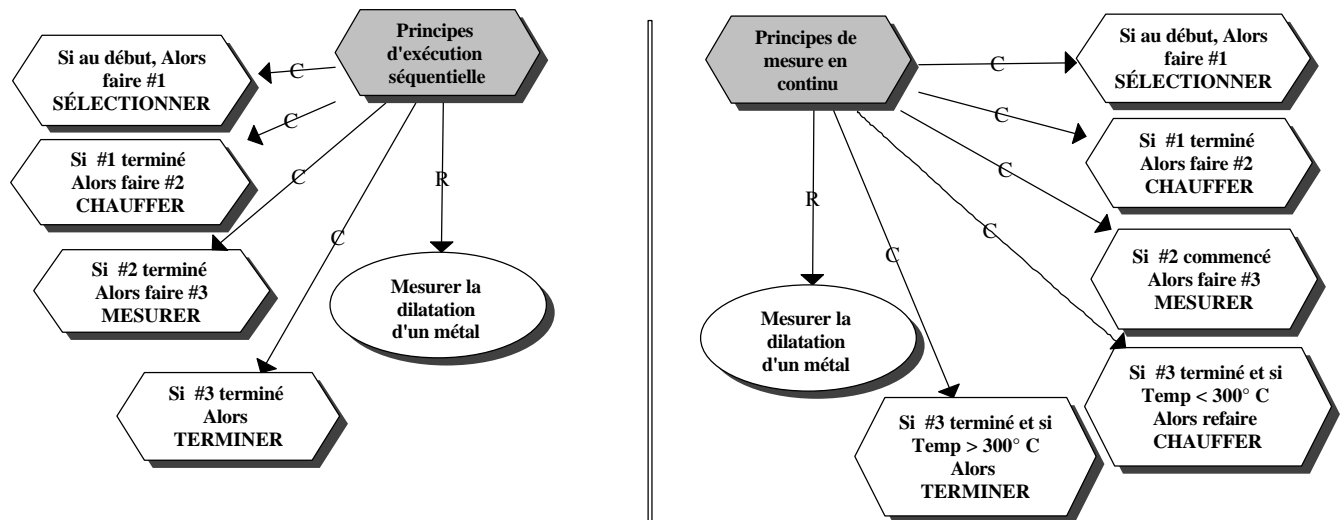 Principes
d'exécution
séquentielle
Si au début, Alors
faire #1
SÉLECTIONNER
C
Si #1 terminé
Alors faire #2
CHAUFFER
C
Si #2 terminé
Alors faire #3
MESURER
C
Si #3 terminé
Alors
TERMINER
C
R
Mesurer la
dilatation
d'un métal
Principes de
mesure en
continu
C
Si au début, Alors
faire #1
SÉLECTIONNER
C
Si #1 terminé
Alors faire #2
CHAUFFER
C
Si #2 commencé
Alors faire #3
MESURER
C
Si #3 terminé et si
Temp < 300° C
Alors refaire
CHAUFFER
C
Si #3 terminé et si
Temp > 300° C
Alors
TERMINER
R
Mesurer la
dilatation
d'un métal